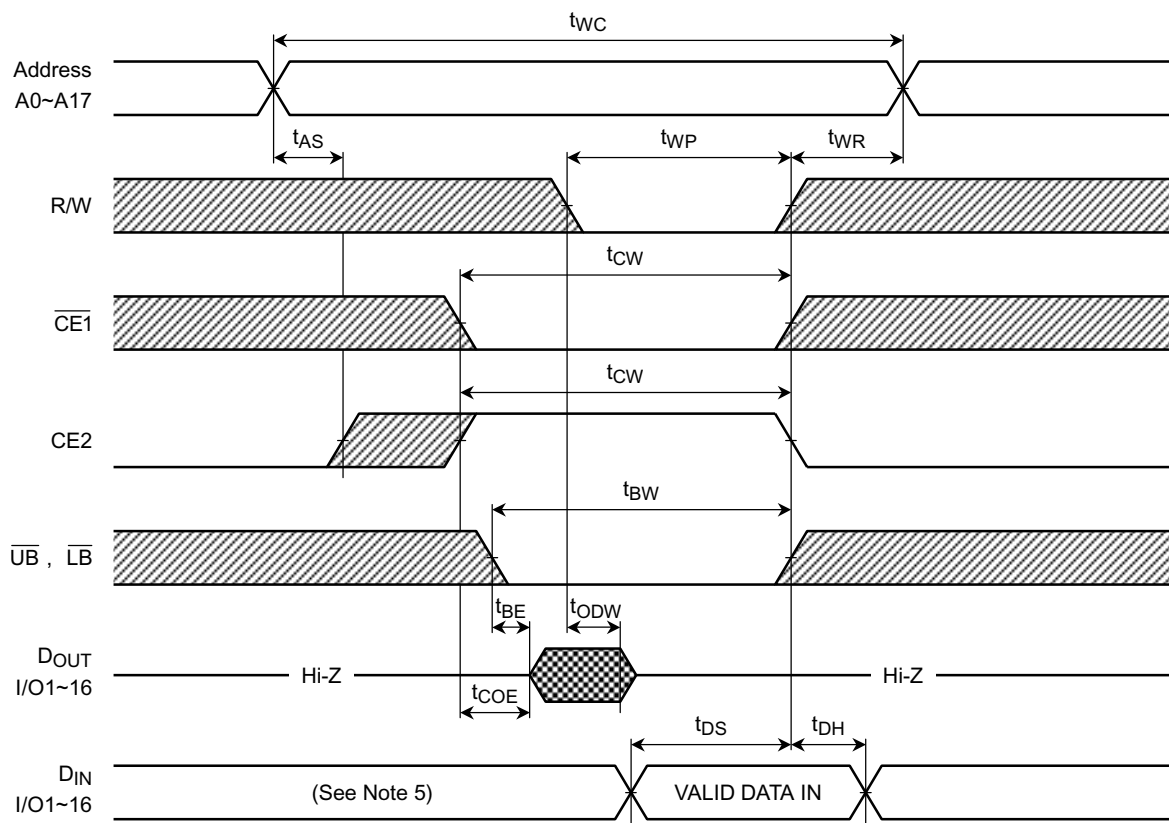 tWC
Address
A0~A17
tAS
tWP
tWR
R/W
tCW
CE1
tCW
CE2
tBW
UB , LB
tBE
tODW
DOUT
I/O1~16
Hi-Z
Hi-Z
tCOE
tDS
tDH
DIN
I/O1~16
(See Note 5)
VALID DATA IN